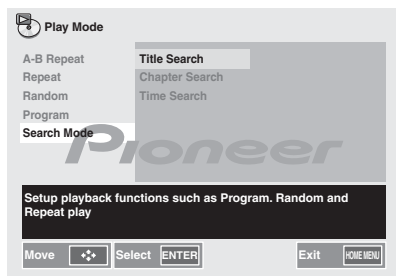 Play Mode
A-B Repeat
Repeat
Random
Program
Search Mode
Title Search
Chapter Search
Time Search
Pioneer
Setup playback functions such as Program. Random and
Repeat play
Move Select ENTER Exit HOME MENU